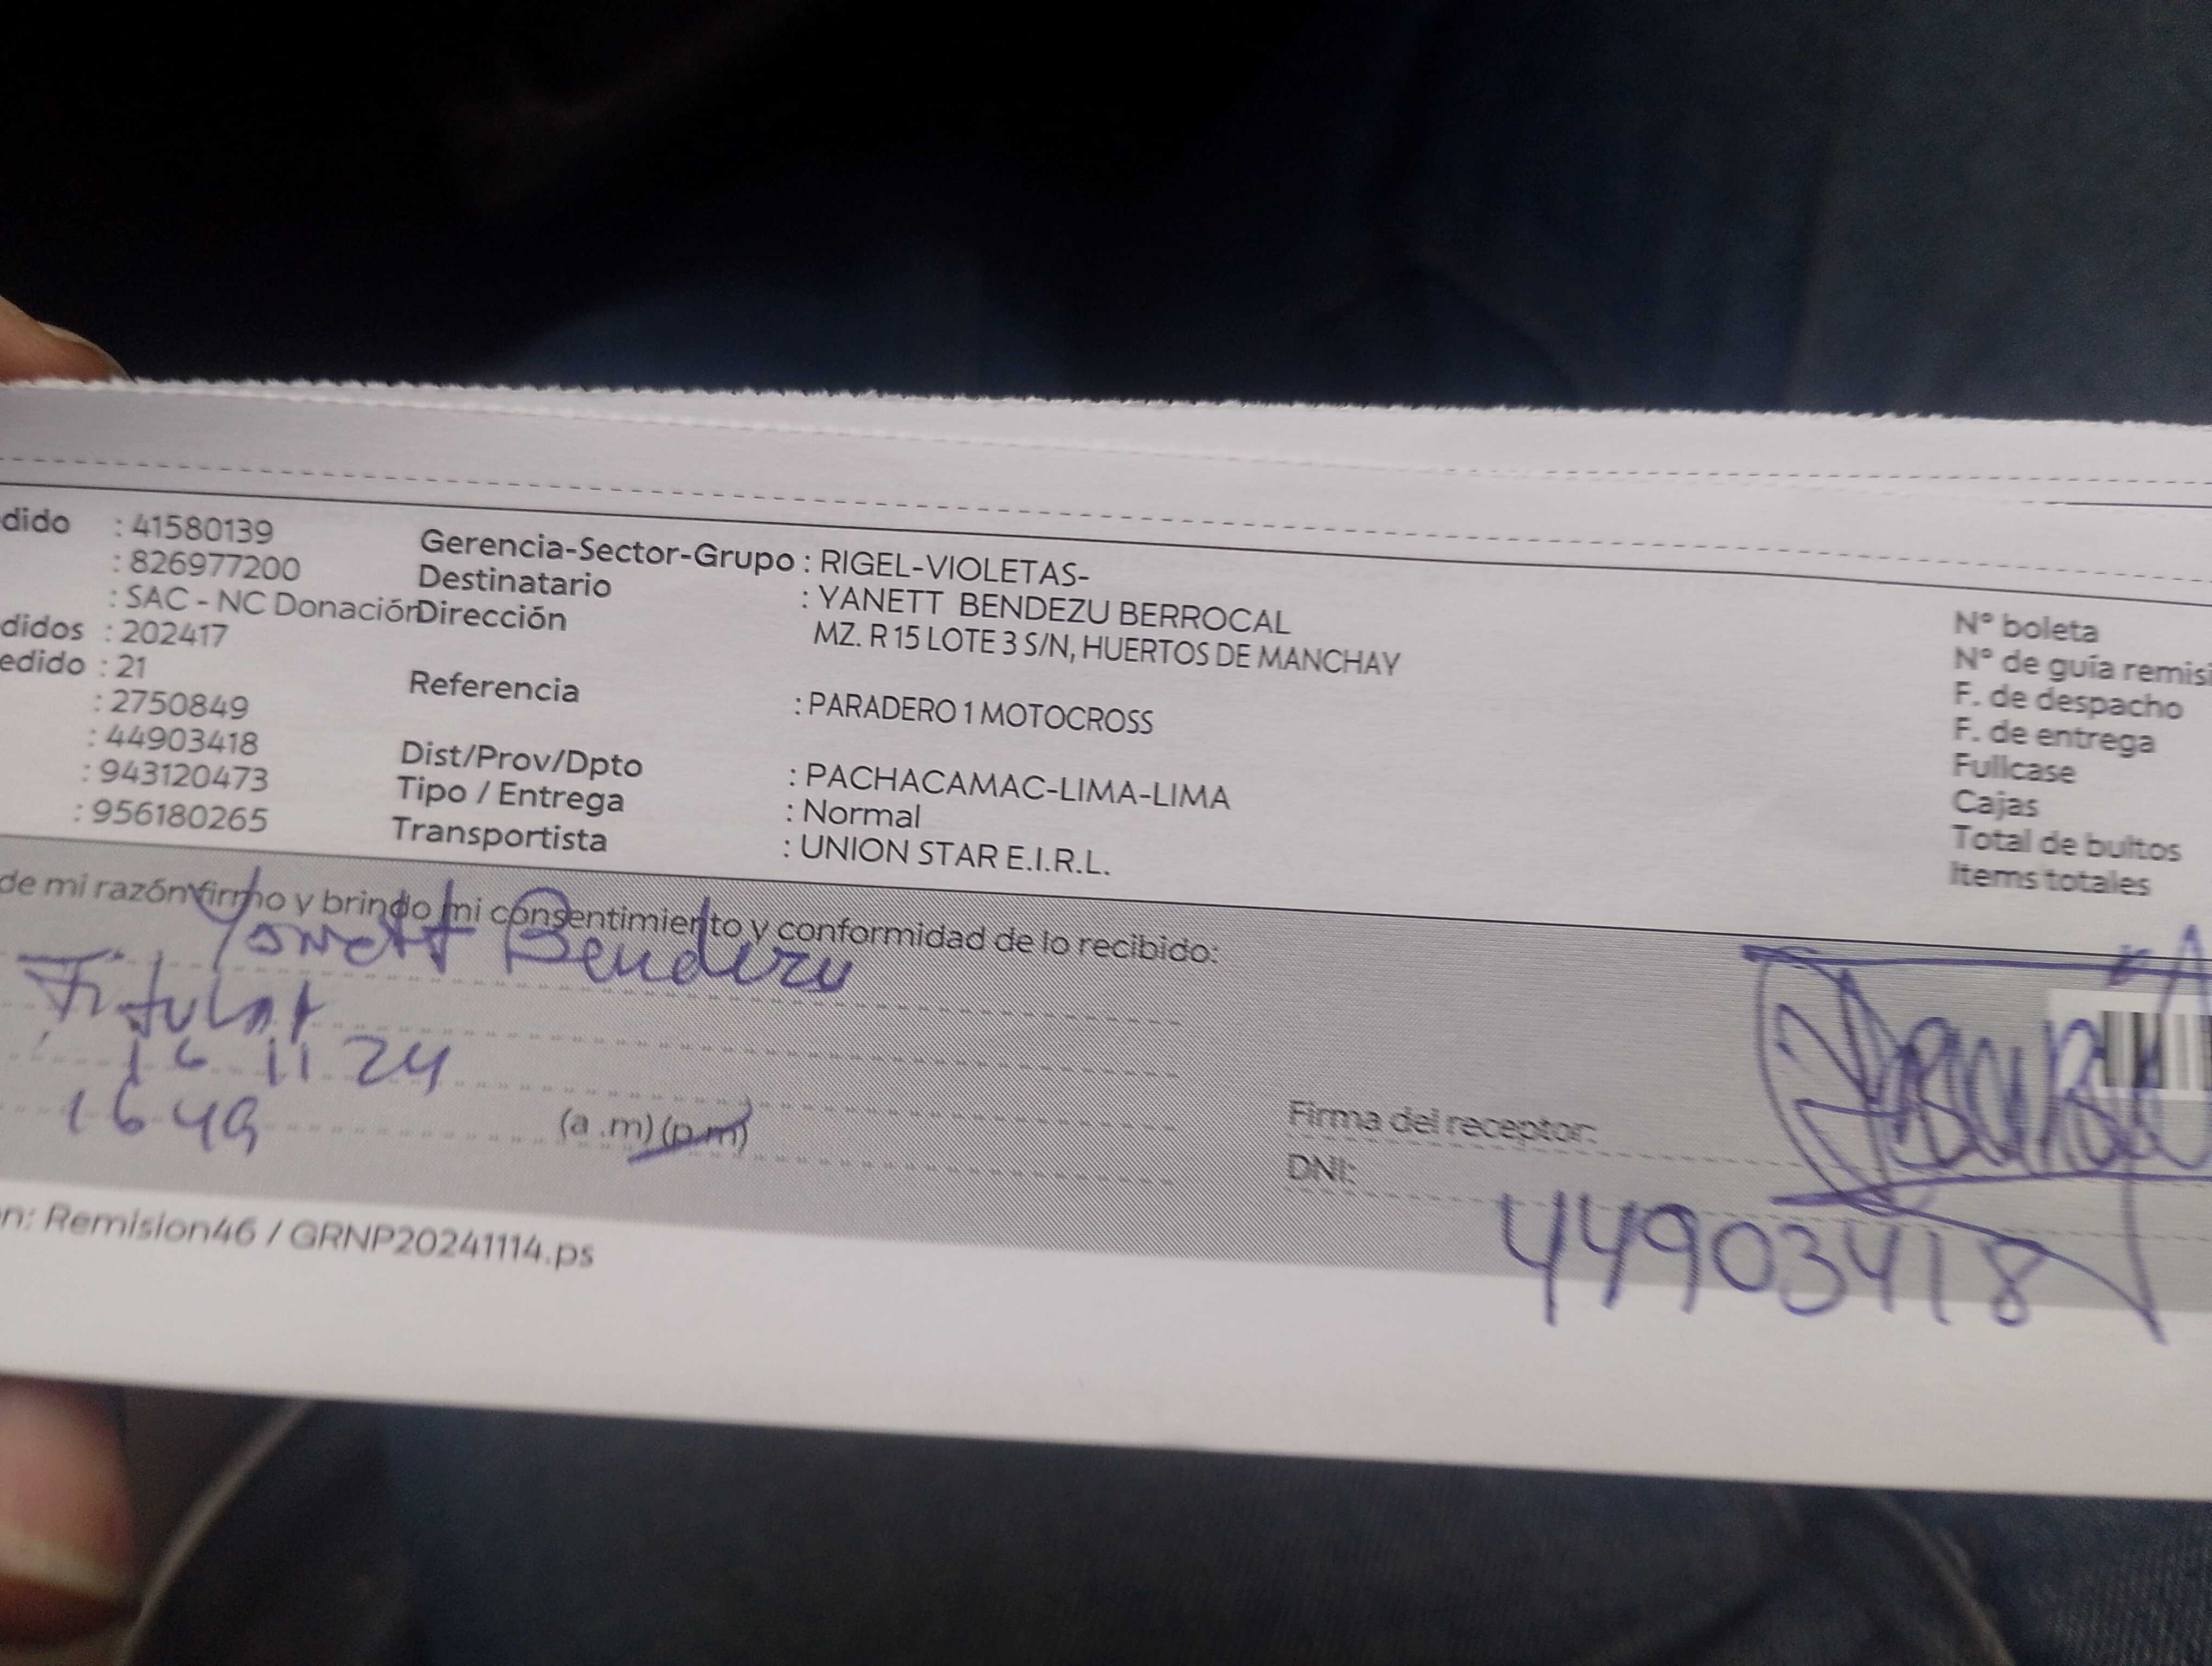 dido : 41580139
: 826977200
: SAC - NC Donación
didos : 202417
edido : 21
: 2750849
: 44903418
: 943120473
: 956180265
Gerencia-Sector-Grupo : RIGEL-VIOLETAS-
Destinatario : YANETT BENDEZU BERROCAL
Dirección MZ. R 15 LOTE 3 S/N, HUERTOS DE MANCHAY
Referencia : PARADERO 1 MOTOCROSS
Dist/Prov/Dpto : PACHACAMAC-LIMA-LIMA
Tipo / Entrega : Normal
Transportista : UNION STAR E.I.R.L.
N° boleta
N° de guía remisi
F. de despacho
F. de entrega
Fullcase
Cajas
Total de bultos
Items totales
de mi razón firmo y brindo mi consentimiento y conformidad de lo recibido:
Yanett Bendezu
Titular
16 11 24
16 49 (a .m) (p.m)
Firma del receptor:
DNI: 44903418
n: Remision46 / GRNP20241114.ps